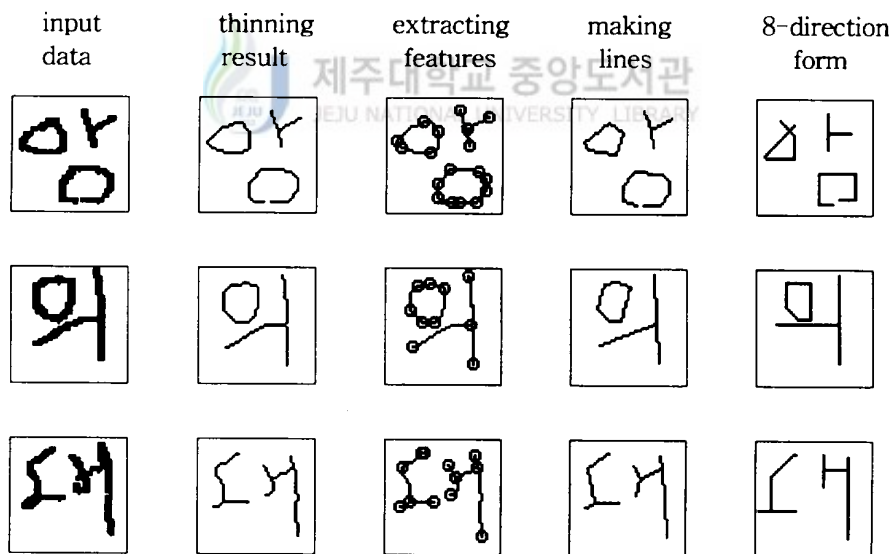 input thinning extracting making 8-direction
data result features lines form
제주대학교 중앙도서관
JEJU NATIONAL UNIVERSITY LIBRARY
JEJU